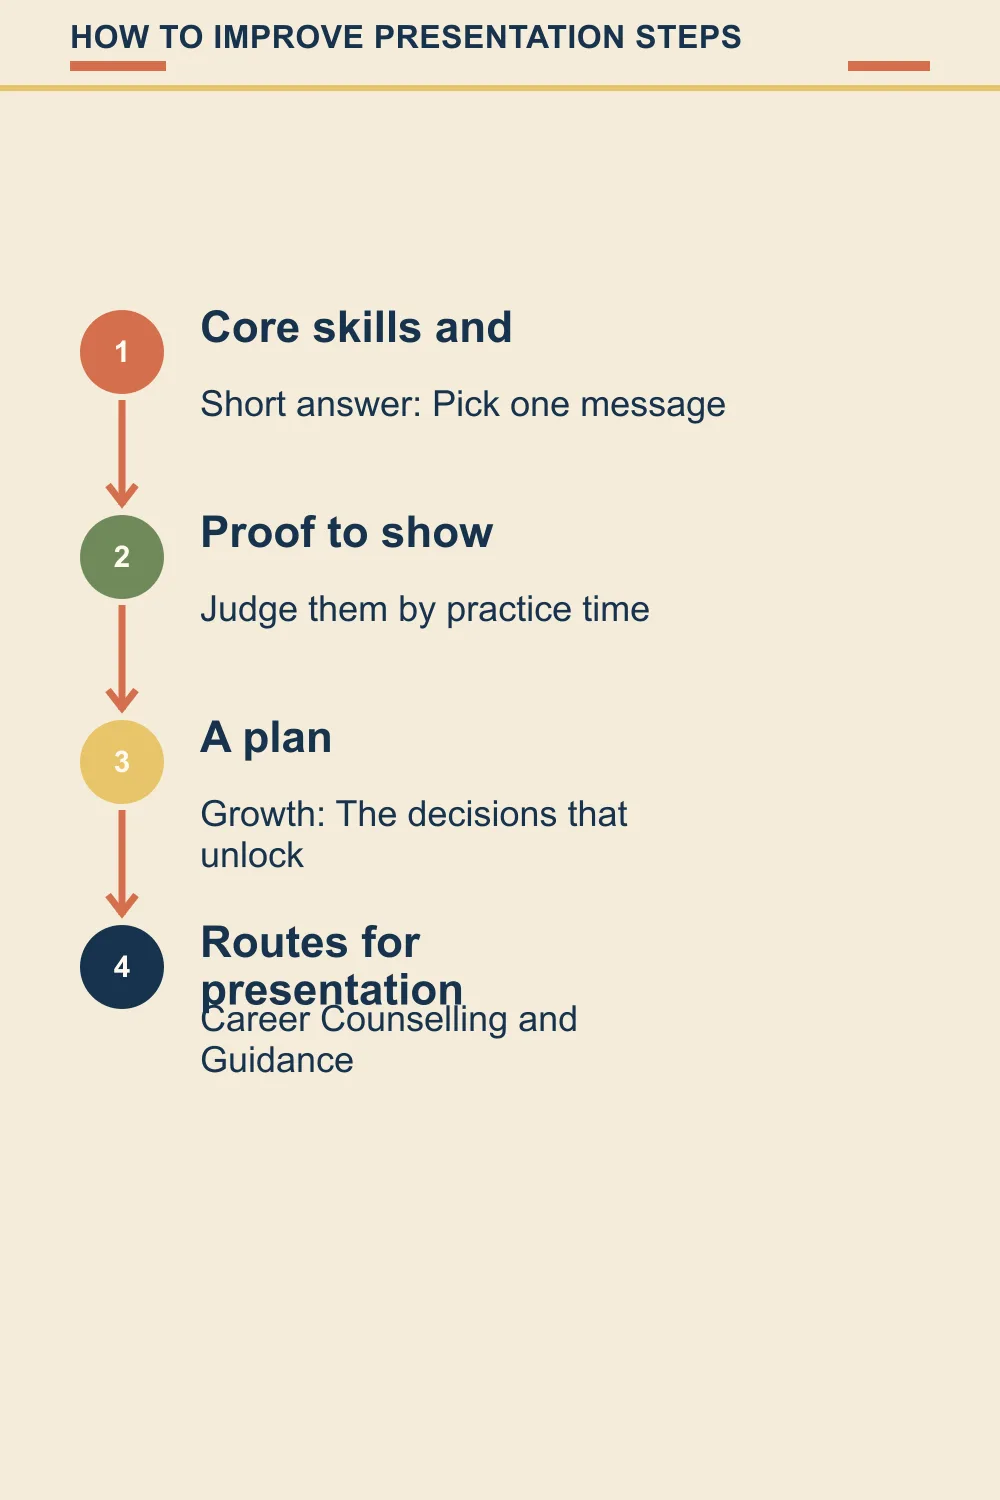 HOW TO IMPROVE PRESENTATION STEPS
1
Core skills and
Short answer: Pick one message
2
Proof to show
Judge them by practice time
3
A plan
Growth: The decisions that
unlock
4
Routes for
presentation
Career Counselling and
Guidance